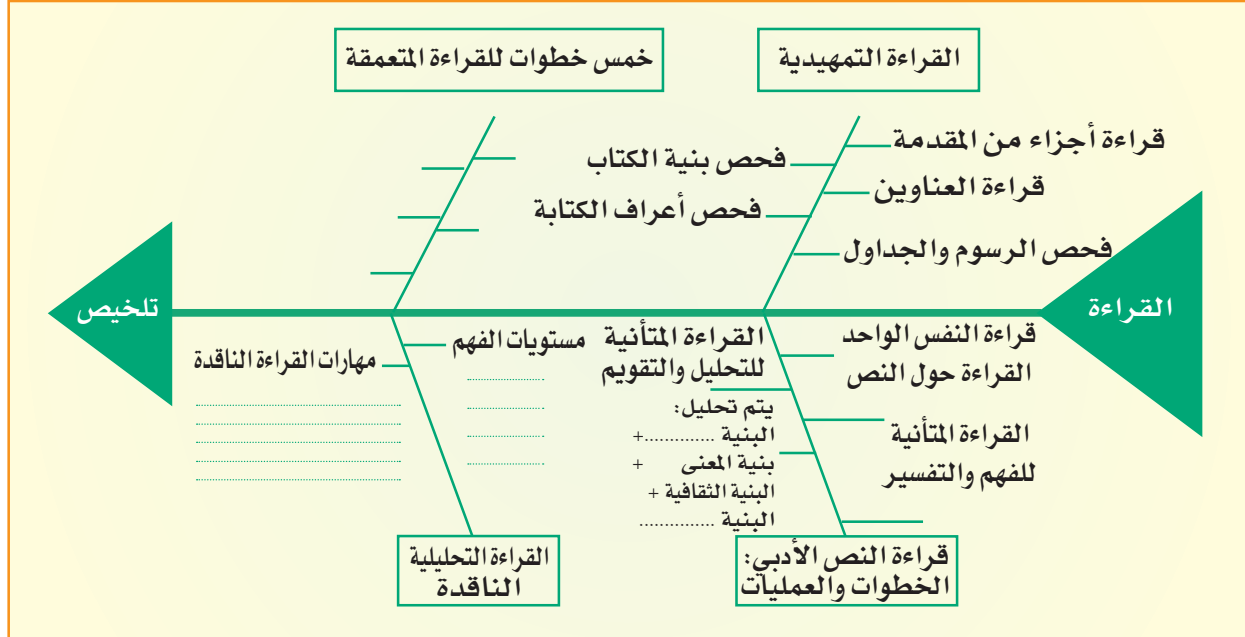 القراءة التمهيدية
خمس خطوات للقراءة المتعمقة
قراءة أجزاء من المقدمة
فحص بنية الكتاب
قراءة العناوين
فحص أعراف الكتابة
فحص الرسوم والجداول
القراءة
تلخيص
قراءة النفس الواحد
القراءة حول النص
القراءة المتأنية
للفهم والتفسير
القراءة المتأنية
للتحليل والتقويم
يتم تحليل:
البنية ..............+
بنية المعنى +
البنية الثقافية +
البنية ...............
مستويات الفهم
مهارات القراءة الناقدة
قراءة النص الأدبي:
الخطوات والعمليات
القراءة التحليلية
الناقدة